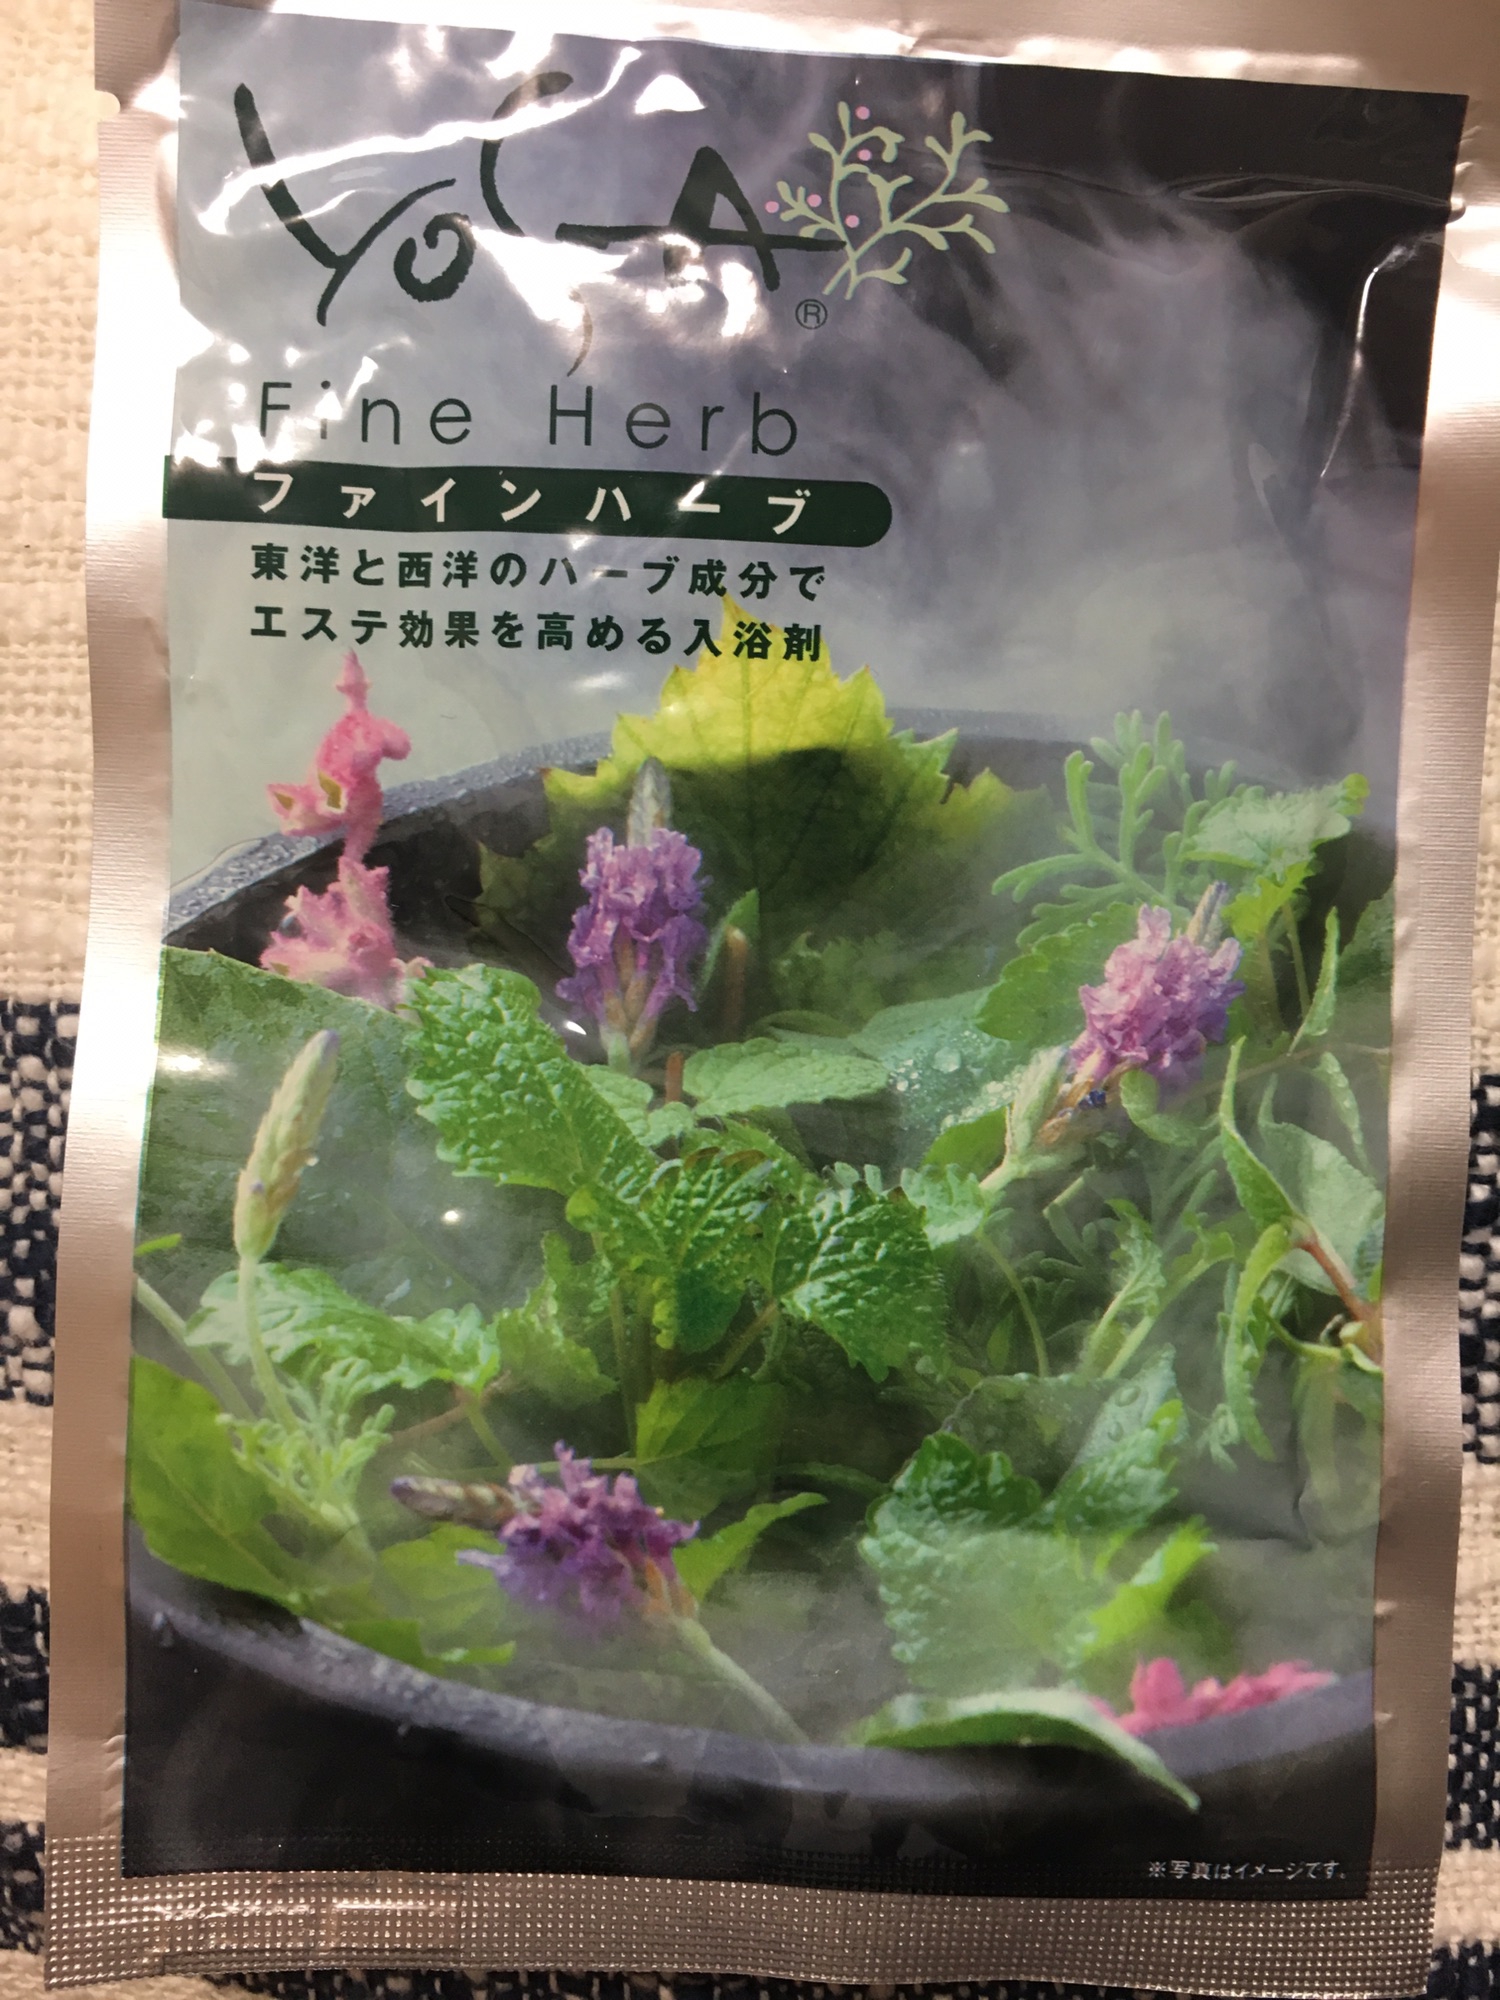 YOGA
®
Fine Herb
ファインハーブ
東洋と西洋のハーブ成分で
エステ効果を高める入浴剤
※写真はイメージです。